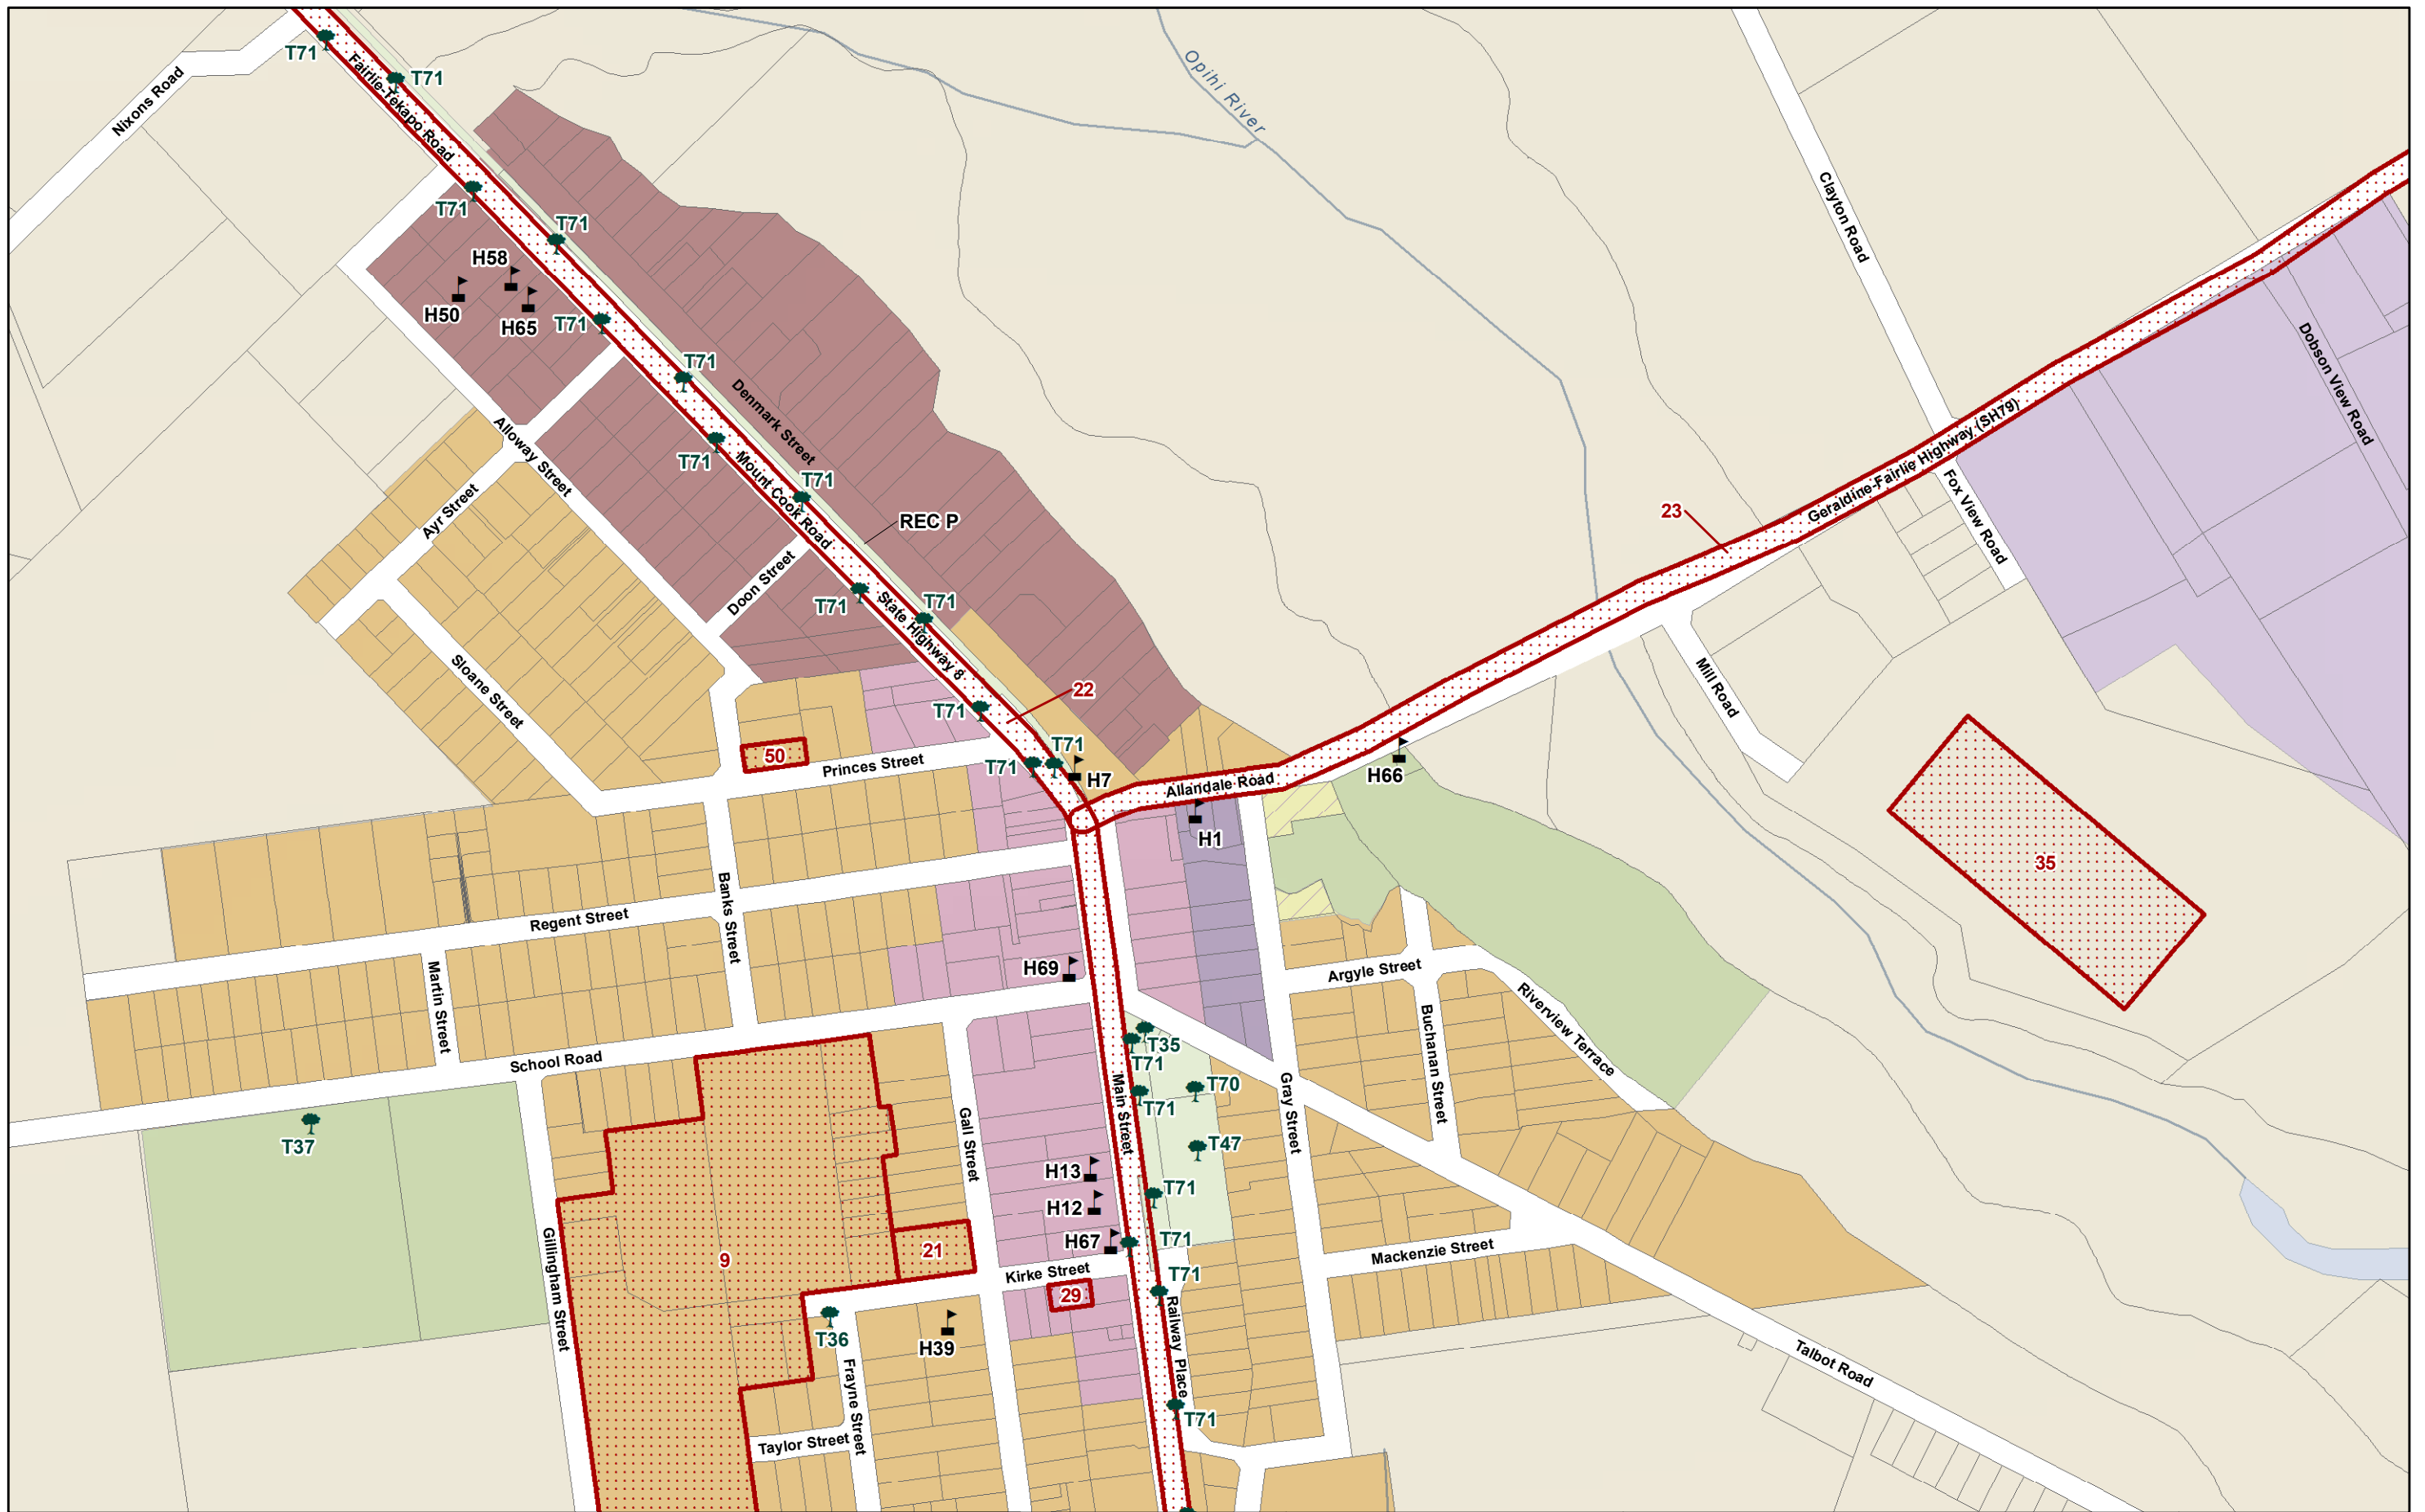 T71
T71
Opihi River
Nixons Road
Fairlie-Tekapo Road
T71
T71
Clayton Road
H58
H50
H65
T71
T71
Dobson View Road
Denmark Street
Alloway Street
T71
Mount Cook Road
T71
REC P
Geraldine-Fairlie Highway (SH79)
23
Fox View Road
Ayr Street
Doon Street
T71
T71
State Highway 8
Sloane Street
22
Mill Road
T71
T71
50
Princes Street
T71
H7
H66
Allandale Road
H1
35
Banks Street
Regent Street
Martin Street
H69
Argyle Street
Riverview Terrace
Buchanan Street
School Road
T35
T71
Main Street
T70
T71
Gray Street
T37
Gall Street
T47
H13
T71
H12
Gillingham Street
9
21
H67
T71
Mackenzie Street
Kirke Street
T71
29
Railway Place
T36
H39
Frayne Street
Talbot Road
T71
Taylor Street